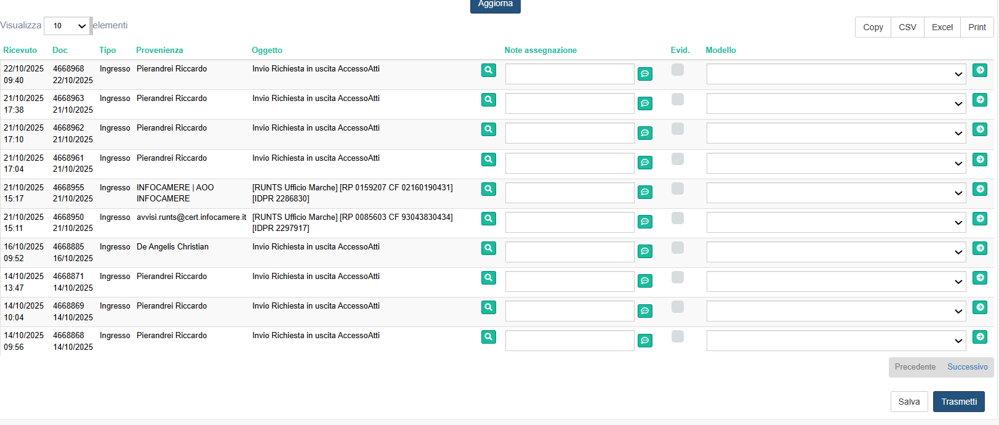 Aggiorna
Visualizza 10 elementi
Copy CSV Excel Print
Ricevuto Doc Tipo Provenienza Oggetto Note assegnazione Evid. Modello
22/10/2025 4668968 Ingresso Pierandrei Riccardo Invio Richiesta in uscita AccessoAtti
09:40 22/10/2025
21/10/2025 4668963 Ingresso Pierandrei Riccardo Invio Richiesta in uscita AccessoAtti
17:38 21/10/2025
21/10/2025 4668962 Ingresso Pierandrei Riccardo Invio Richiesta in uscita AccessoAtti
17:10 21/10/2025
21/10/2025 4668961 Ingresso Pierandrei Riccardo Invio Richiesta in uscita AccessoAtti
17:04 21/10/2025
21/10/2025 4668955 Ingresso INFOCAMERE | AOO [RUNTS Ufficio Marche] [RP 0159207 CF 02160190431]
15:17 21/10/2025 INFOCAMERE [IDPR 2286830]
21/10/2025 4668950 Ingresso avvisi.runts@cert.infocamere.it [RUNTS Ufficio Marche] [RP 0085603 CF 93043830434]
15:11 21/10/2025 [IDPR 2297917]
16/10/2025 4668885 Ingresso De Angelis Christian Invio Richiesta in uscita AccessoAtti
09:52 16/10/2025
14/10/2025 4668871 Ingresso Pierandrei Riccardo Invio Richiesta in uscita AccessoAtti
13:47 14/10/2025
14/10/2025 4668869 Ingresso Pierandrei Riccardo Invio Richiesta in uscita AccessoAtti
10:04 14/10/2025
14/10/2025 4668868 Ingresso Pierandrei Riccardo Invio Richiesta in uscita AccessoAtti
09:56 14/10/2025
Precedente Successivo
Salva Trasmetti